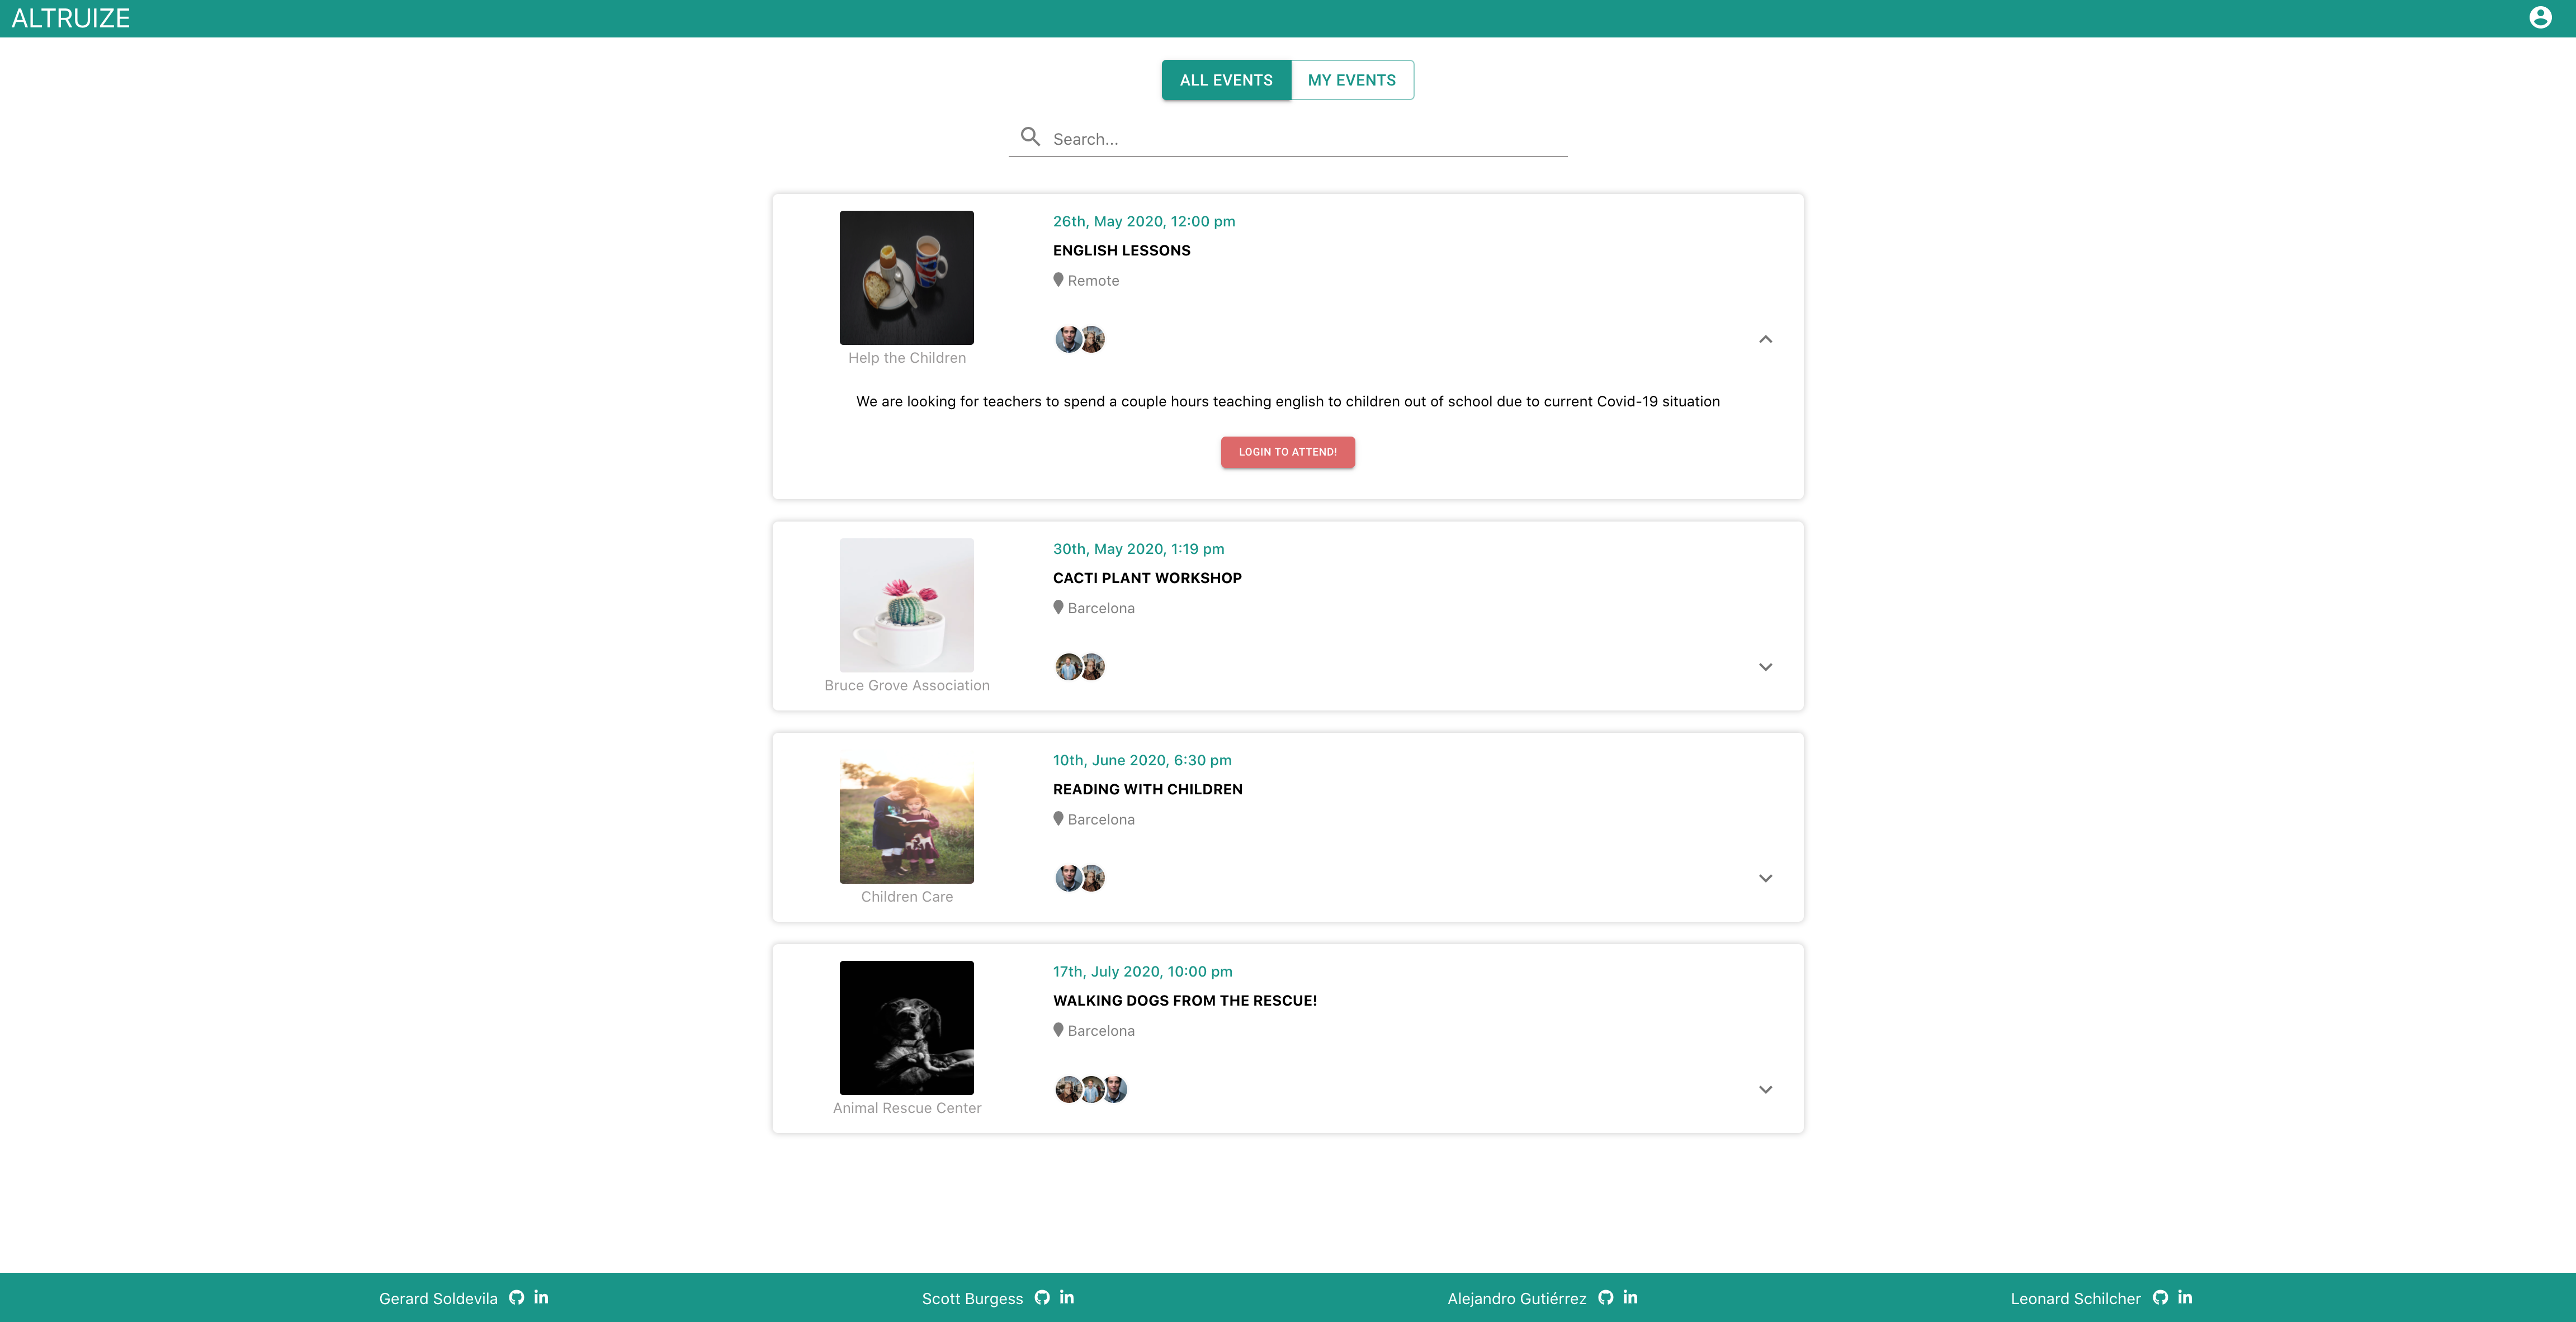 ALTRUIZE
ALL EVENTS
MY EVENTS
Search...
26th, May 2020, 12:00 pm
ENGLISH LESSONS
Remote
Help the Children
We are looking for teachers to spend a couple hours teaching english to children out of school due to current Covid-19 situation
LOGIN TO ATTEND!
30th, May 2020, 1:19 pm
CACTI PLANT WORKSHOP
Barcelona
Bruce Grove Association
10th, June 2020, 6:30 pm
READING WITH CHILDREN
Barcelona
Children Care
17th, July 2020, 10:00 pm
WALKING DOGS FROM THE RESCUE!
Barcelona
Animal Rescue Center
Gerard Soldevila in
Scott Burgess in
Alejandro Gutiérrez in
Leonard Schilcher in